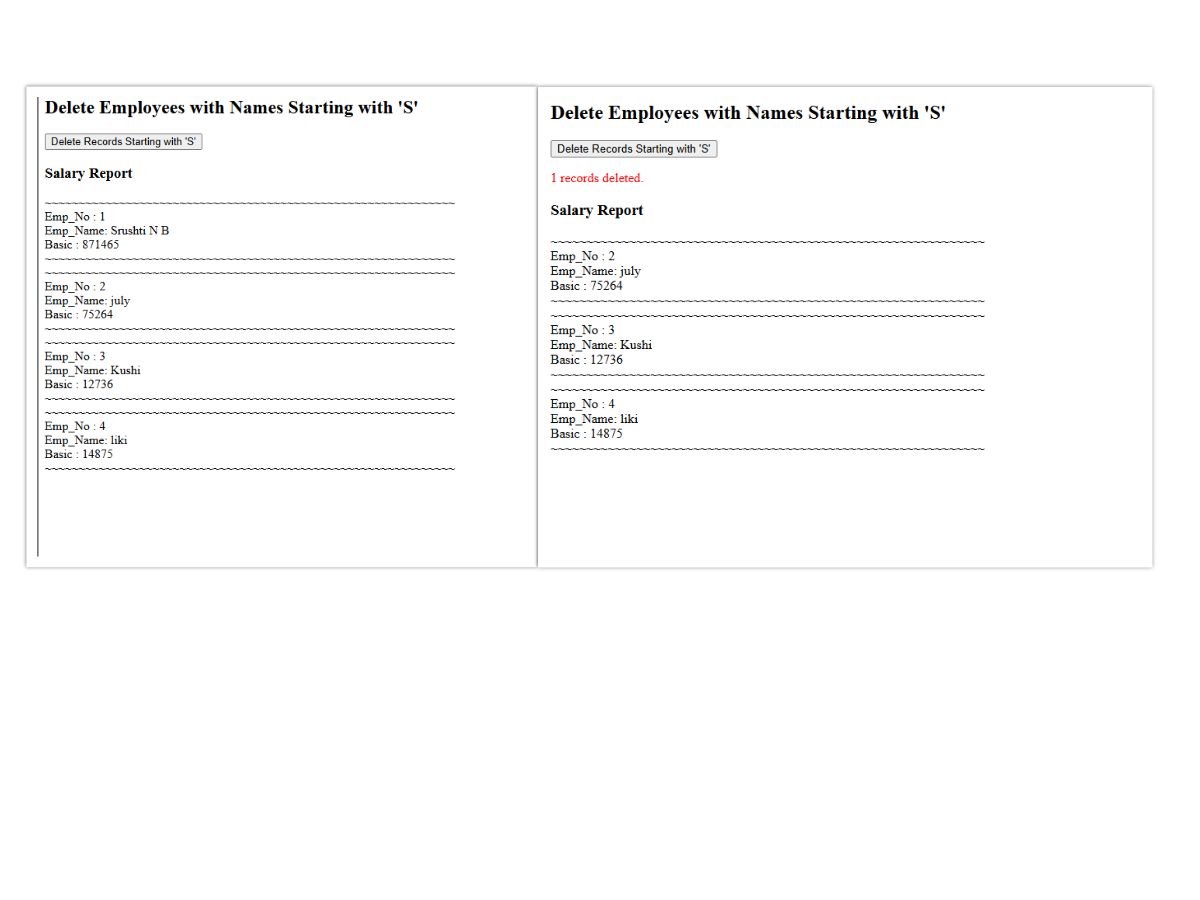 Delete Employees with Names Starting with 'S'
Delete Records Starting with 'S'
Salary Report
~~~~~~~~~~~~~~~~~~~~~~~~~~~~~~~~~~~~~~~~~~~~~~~~~~~~~~~~~~~
Emp_No : 1
Emp_Name: Srushti N B
Basic : 871465
~~~~~~~~~~~~~~~~~~~~~~~~~~~~~~~~~~~~~~~~~~~~~~~~~~~~~~~~~~~
~~~~~~~~~~~~~~~~~~~~~~~~~~~~~~~~~~~~~~~~~~~~~~~~~~~~~~~~~~~
Emp_No : 2
Emp_Name: july
Basic : 75264
~~~~~~~~~~~~~~~~~~~~~~~~~~~~~~~~~~~~~~~~~~~~~~~~~~~~~~~~~~~
~~~~~~~~~~~~~~~~~~~~~~~~~~~~~~~~~~~~~~~~~~~~~~~~~~~~~~~~~~~
Emp_No : 3
Emp_Name: Kushi
Basic : 12736
~~~~~~~~~~~~~~~~~~~~~~~~~~~~~~~~~~~~~~~~~~~~~~~~~~~~~~~~~~~
~~~~~~~~~~~~~~~~~~~~~~~~~~~~~~~~~~~~~~~~~~~~~~~~~~~~~~~~~~~
Emp_No : 4
Emp_Name: liki
Basic : 14875
~~~~~~~~~~~~~~~~~~~~~~~~~~~~~~~~~~~~~~~~~~~~~~~~~~~~~~~~~~~
Delete Employees with Names Starting with 'S'
Delete Records Starting with 'S'
1 records deleted.
Salary Report
~~~~~~~~~~~~~~~~~~~~~~~~~~~~~~~~~~~~~~~~~~~~~~~~~~~~~~~~~~~
Emp_No : 2
Emp_Name: july
Basic : 75264
~~~~~~~~~~~~~~~~~~~~~~~~~~~~~~~~~~~~~~~~~~~~~~~~~~~~~~~~~~~
~~~~~~~~~~~~~~~~~~~~~~~~~~~~~~~~~~~~~~~~~~~~~~~~~~~~~~~~~~~
Emp_No : 3
Emp_Name: Kushi
Basic : 12736
~~~~~~~~~~~~~~~~~~~~~~~~~~~~~~~~~~~~~~~~~~~~~~~~~~~~~~~~~~~
~~~~~~~~~~~~~~~~~~~~~~~~~~~~~~~~~~~~~~~~~~~~~~~~~~~~~~~~~~~
Emp_No : 4
Emp_Name: liki
Basic : 14875
~~~~~~~~~~~~~~~~~~~~~~~~~~~~~~~~~~~~~~~~~~~~~~~~~~~~~~~~~~~